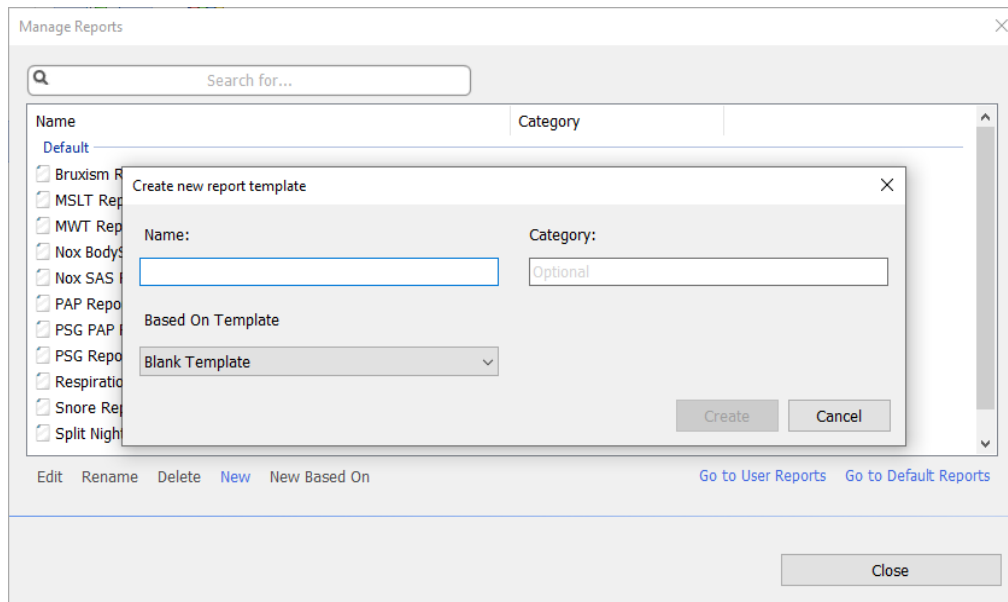 Manage Reports
Search for...
Name Category
Default
Bruxism R
MSLT Rep
MWT Rep
Nox BodyS
Nox SAS
PAP Repo
PSG PAP
PSG Repo
Respiratio
Snore Rep
Split Night
Create new report template
Name: Category:
Optional
Based On Template
Blank Template
Create Cancel
Edit Rename Delete New New Based On Go to User Reports Go to Default Reports
Close